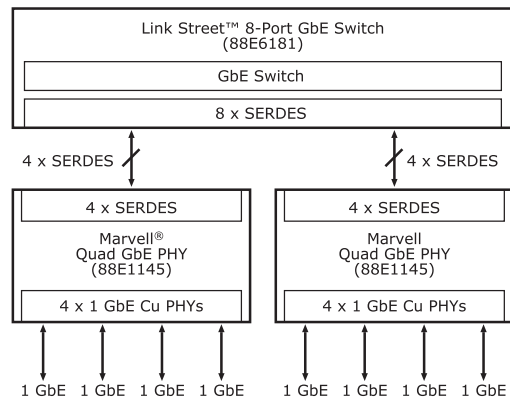 Link Street™ 8-Port GbE Switch
(88E6181)
GbE Switch
8 x SERDES
4 x SERDES
4 x SERDES
4 x SERDES
Marvell®
Quad GbE PHY
(88E1145)
4 x 1 GbE Cu PHYs
4 x SERDES
Marvell
Quad GbE PHY
(88E1145)
4 x 1 GbE Cu PHYs
1 GbE 1 GbE 1 GbE 1 GbE
1 GbE 1 GbE 1 GbE 1 GbE